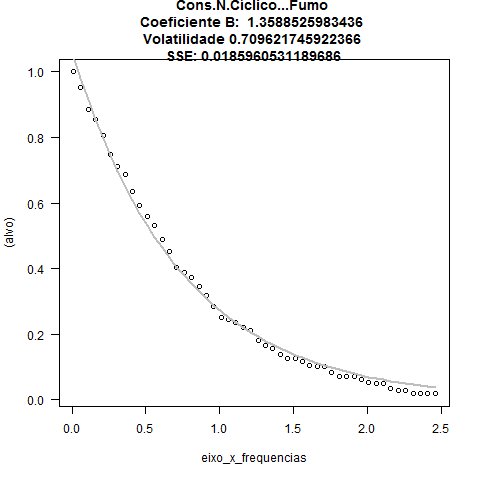 Cons.N.Ciclico...Fumo
Coeficiente B:  1.3588525983436
Volatilidade 0.709621745922366
SSE: 0.0185960531189686
1.0
0.8
0.6
0.4
0.2
0.0
(alvo)
0.0 0.5 1.0 1.5 2.0 2.5
eixo_x_frequencias